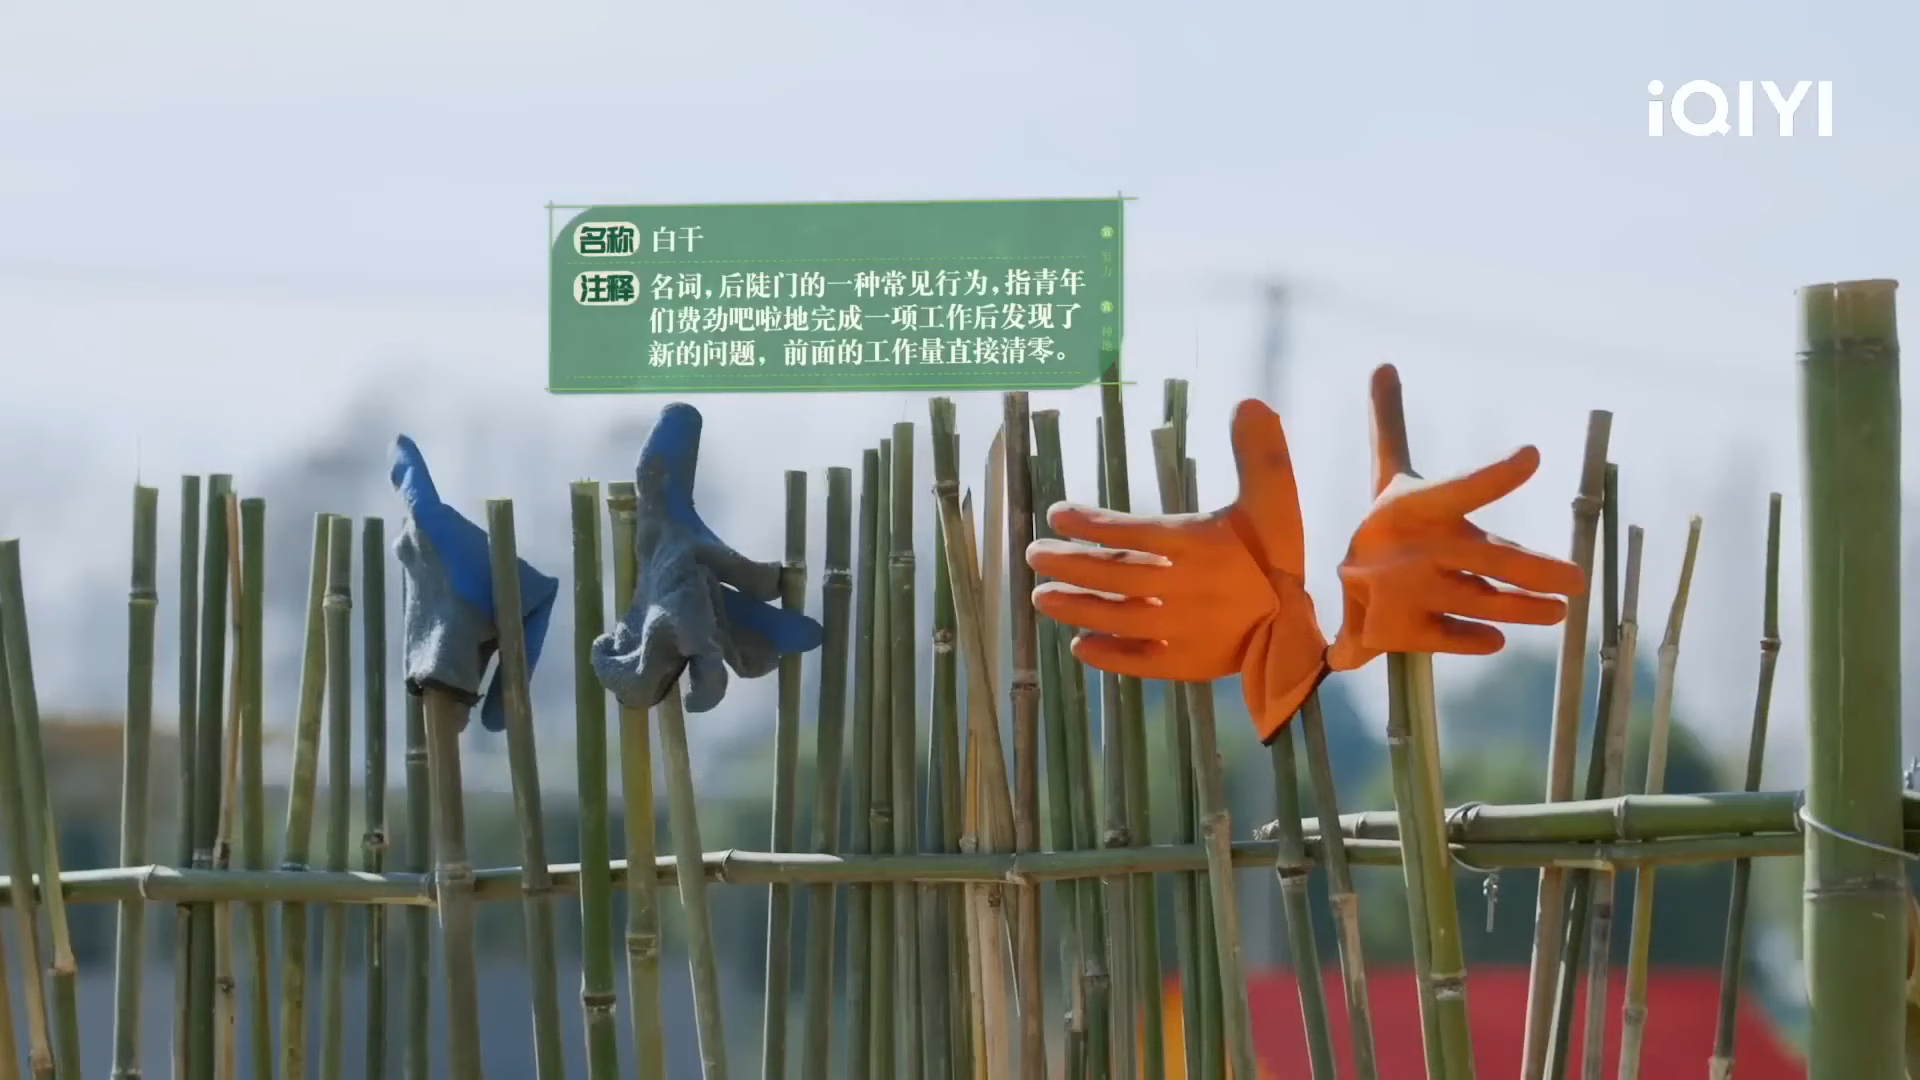 iQIYI
名称 白干
注释 名词，后陡门的一种常见行为，指青年
们费劲吧啦地完成一项工作后发现了
新的问题，前面的工作量直接清零。